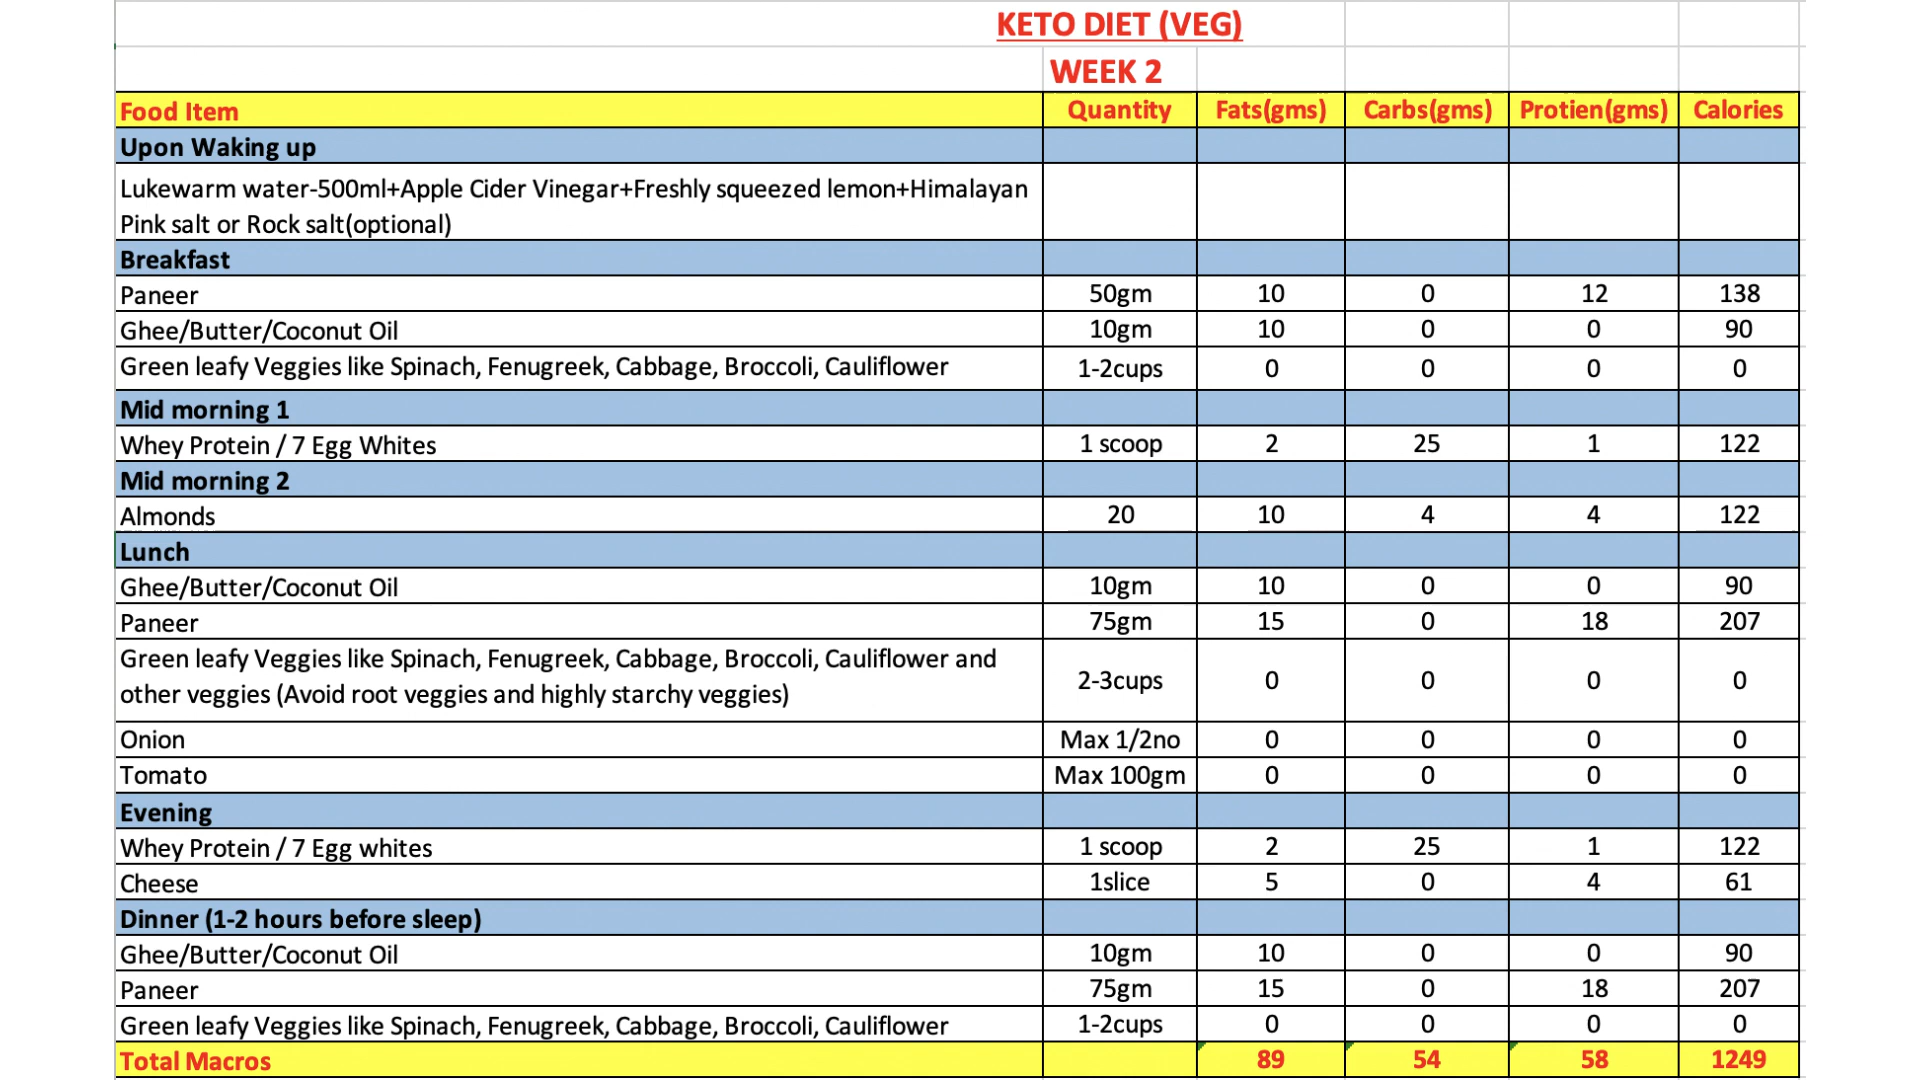 KETO DIET (VEG)
WEEK 2
Food Item Quantity Fats(gms) Carbs(gms) Protien(gms) Calories
Upon Waking up
Lukewarm water-500ml+Apple Cider Vinegar+Freshly squeezed lemon+Himalayan
Pink salt or Rock salt(optional)
Breakfast
Paneer 50gm 10 0 12 138
Ghee/Butter/Coconut Oil 10gm 10 0 0 90
Green leafy Veggies like Spinach, Fenugreek, Cabbage, Broccoli, Cauliflower 1-2cups 0 0 0 0
Mid morning 1
Whey Protein / 7 Egg Whites 1 scoop 2 25 1 122
Mid morning 2
Almonds 20 10 4 4 122
Lunch
Ghee/Butter/Coconut Oil 10gm 10 0 0 90
Paneer 75gm 15 0 18 207
Green leafy Veggies like Spinach, Fenugreek, Cabbage, Broccoli, Cauliflower and
other veggies (Avoid root veggies and highly starchy veggies) 2-3cups 0 0 0 0
Onion Max 1/2no 0 0 0 0
Tomato Max 100gm 0 0 0 0
Evening
Whey Protein / 7 Egg whites 1 scoop 2 25 1 122
Cheese 1slice 5 0 4 61
Dinner (1-2 hours before sleep)
Ghee/Butter/Coconut Oil 10gm 10 0 0 90
Paneer 75gm 15 0 18 207
Green leafy Veggies like Spinach, Fenugreek, Cabbage, Broccoli, Cauliflower 1-2cups 0 0 0 0
Total Macros 89 54 58 1249